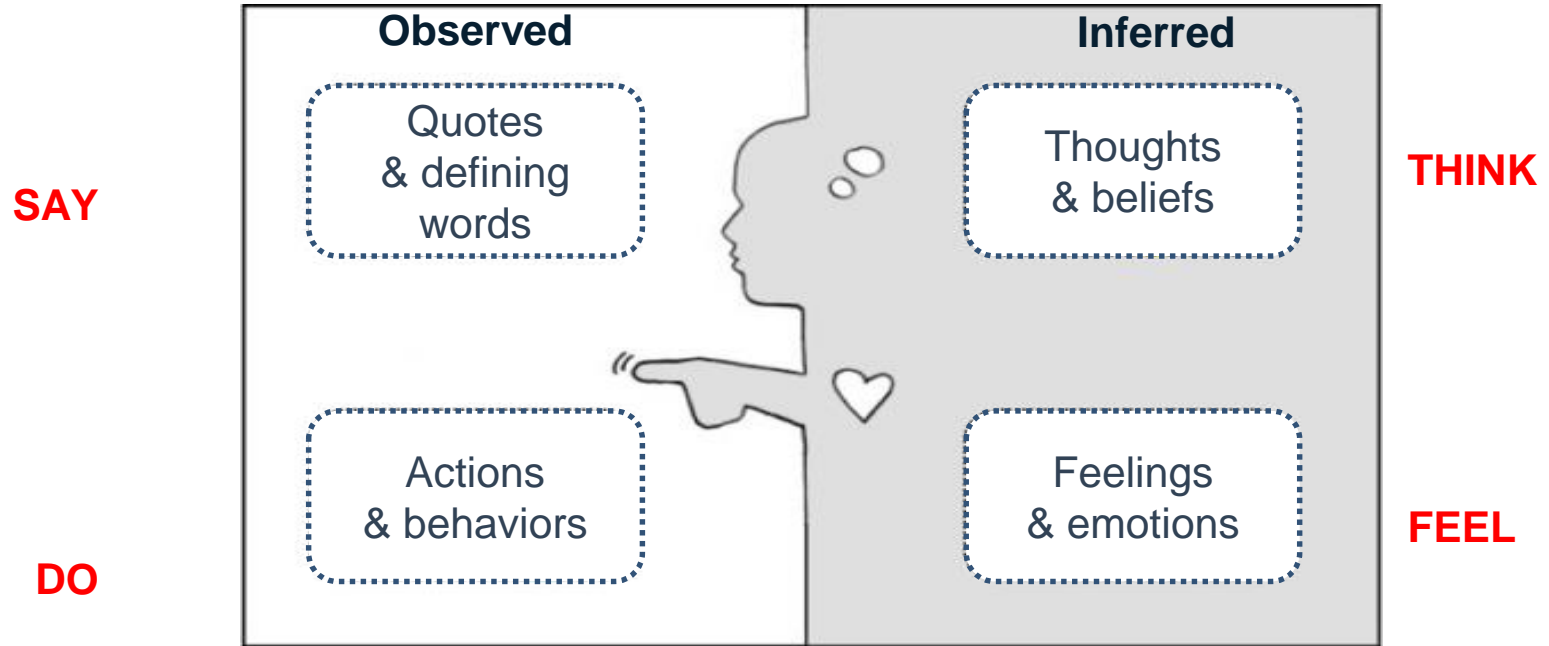 Observed
Inferred
SAY
Quotes
& defining
words
Thoughts
& beliefs
THINK
DO
Actions
& behaviors
Feelings
& emotions
FEEL